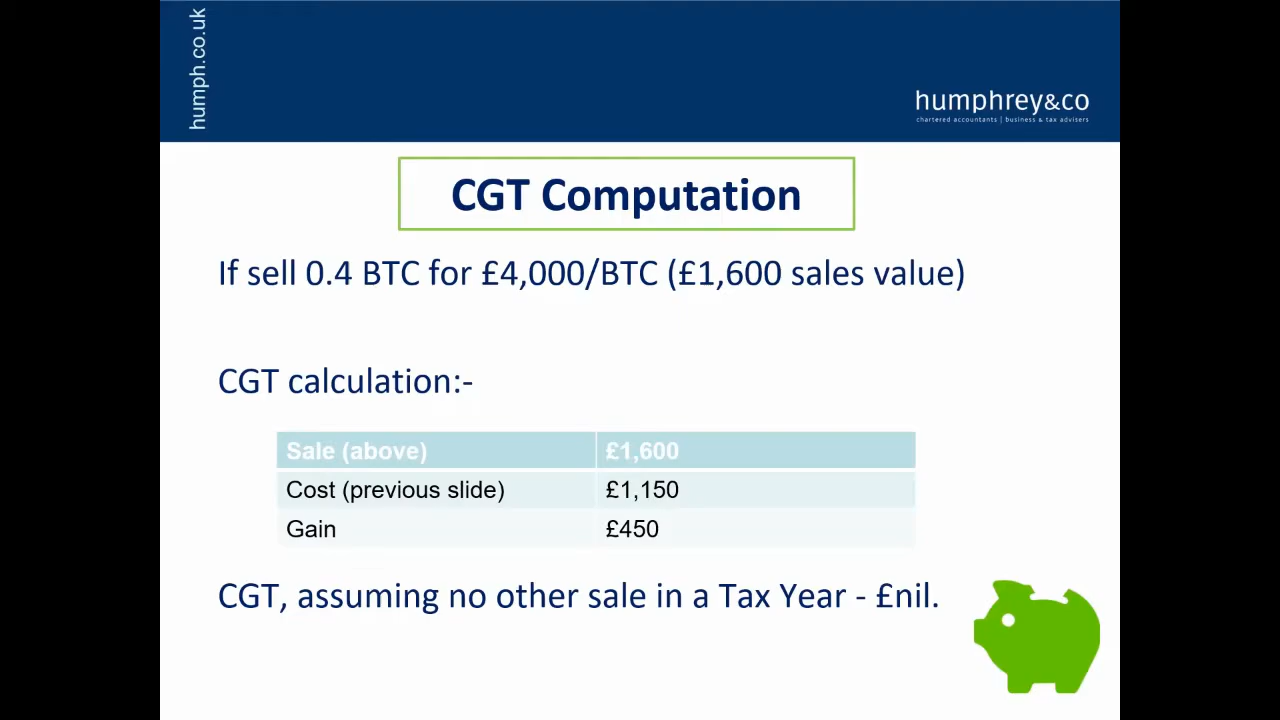 humph.co.uk
humphrey&co
chartered accountants | business & tax advisers
CGT Computation
If sell 0.4 BTC for £4,000/BTC (£1,600 sales value)
CGT calculation:-
Sale (above) £1,600
Cost (previous slide) £1,150
Gain £450
CGT, assuming no other sale in a Tax Year - £nil.